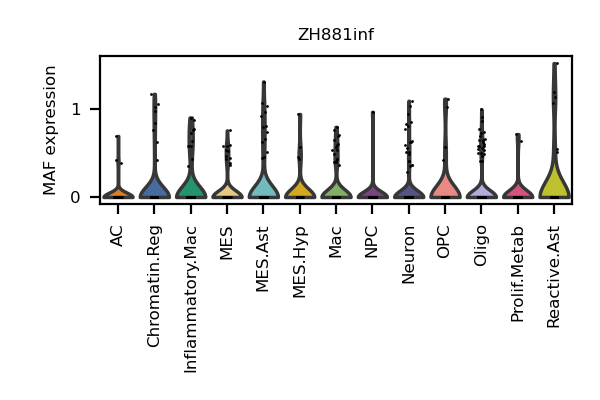 ZH881inf
MAF expression
1
0
AC
Chromatin.Reg
Inflammatory.Mac
MES
MES.Ast
MES.Hyp
Mac
NPC
Neuron
OPC
Oligo
Prolif.Metab
Reactive.Ast